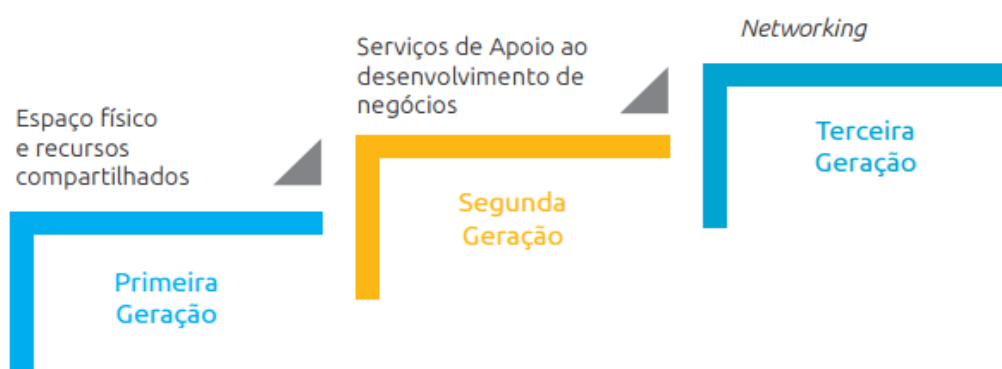 Espaço físico
e recursos
compartilhados
Primeira
Geração
Serviços de Apoio ao
desenvolvimento de
negócios
Segunda
Geração
Networking
Terceira
Geração